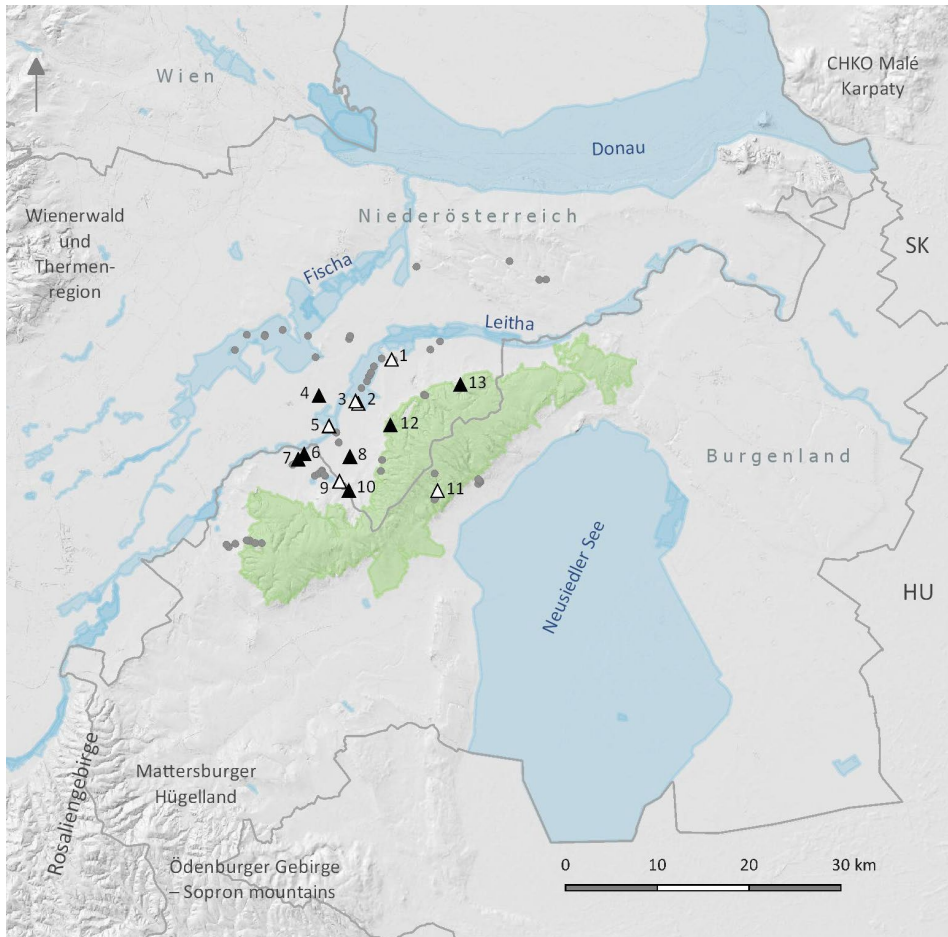 CHKO Malé
Karpaty
Wien
Donau
Wienerwald
und
Thermen-
region
Niederösterreich
SK
Fischa
Leitha
1
13
4
3 2
12
5
Burgenland
7 6
8
9
10
11
Neusiedler See
HU
Rosaliengebirge
Mattersburger
Hügelland
Ödenburger Gebirge
– Sopron mountains
0 10 20 30 km